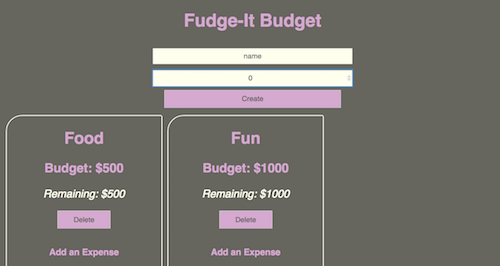 Fudge-It Budget
name
0
Create
Food
Budget: $500
Remaining: $500
Delete
Add an Expense
Fun
Budget: $1000
Remaining: $1000
Delete
Add an Expense